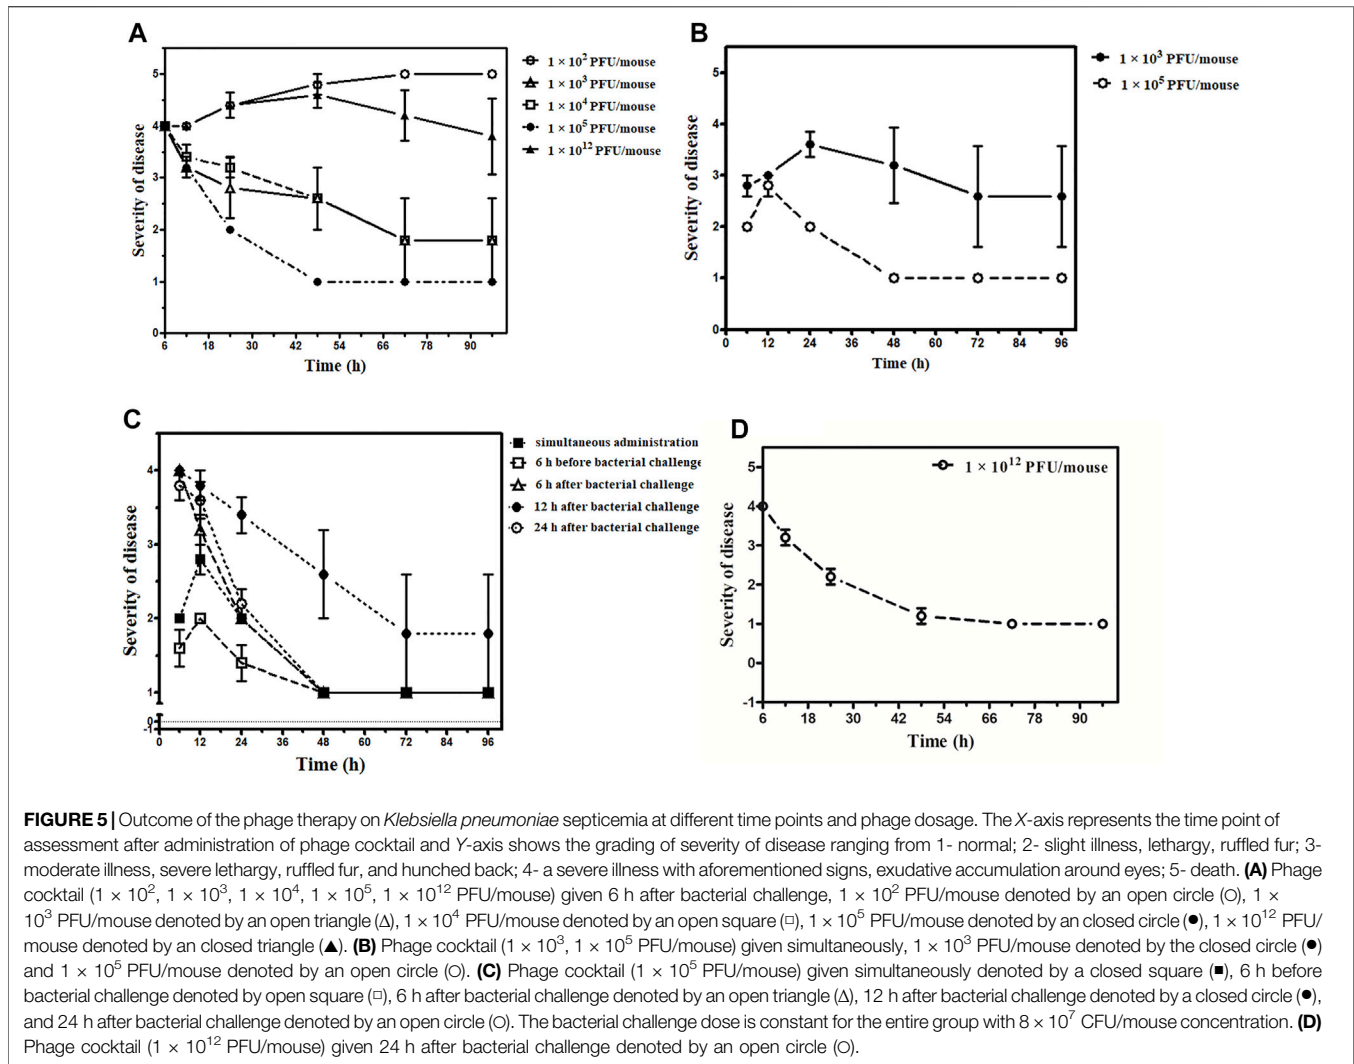 A
5
4
3
2
1
0
6 18 30 42 54 66 78 90
Severity of disease
Time (h)
1 × 10² PFU/mouse
1 × 10³ PFU/mouse
1 × 10⁴ PFU/mouse
1 × 10⁵ PFU/mouse
1 × 10¹² PFU/mouse
B
5
4
3
2
1
0
0 12 24 36 48 60 72 84 96
Severity of disease
Time (h)
1 × 10³ PFU/mouse
1 × 10⁵ PFU/mouse
C
4
3
2
1
0
-1
0 12 24 36 48 60 72 84 96
Severity of disease
Time (h)
simultaneous administration
6 h before bacterial challenge
6 h after bacterial challenge
12 h after bacterial challenge
24 h after bacterial challenge
D
5
4
3
2
1
0
-1
6 18 30 42 54 66 78 90
Severity of disease
Time (h)
1 × 10¹² PFU/mouse
FIGURE 5 | Outcome of the phage therapy on Klebsiella pneumoniae septicemia at different time points and phage dosage. The X-axis represents the time point of
assessment after administration of phage cocktail and Y-axis shows the grading of severity of disease ranging from 1- normal; 2- slight illness, lethargy, ruffled fur; 3-
moderate illness, severe lethargy, ruffled fur, and hunched back; 4- a severe illness with aforementioned signs, exudative accumulation around eyes; 5- death. (A) Phage
cocktail (1 × 10², 1 × 10³, 1 × 10⁴, 1 × 10⁵, 1 × 10¹² PFU/mouse) given 6 h after bacterial challenge, 1 × 10² PFU/mouse denoted by an open circle (○), 1 ×
10³ PFU/mouse denoted by an open triangle (Δ), 1 × 10⁴ PFU/mouse denoted by an open square (□), 1 × 10⁵ PFU/mouse denoted by an closed circle (●), 1 × 10¹² PFU/
mouse denoted by an closed triangle (▲). (B) Phage cocktail (1 × 10³, 1 × 10⁵ PFU/mouse) given simultaneously, 1 × 10³ PFU/mouse denoted by the closed circle (●)
and 1 × 10⁵ PFU/mouse denoted by an open circle (○). (C) Phage cocktail (1 × 10⁵ PFU/mouse) given simultaneously denoted by a closed square (■), 6 h before
bacterial challenge denoted by open square (□), 6 h after bacterial challenge denoted by an open triangle (Δ), 12 h after bacterial challenge denoted by a closed circle (●),
and 24 h after bacterial challenge denoted by an open circle (○). The bacterial challenge dose is constant for the entire group with 8 × 10⁷ CFU/mouse concentration. (D)
Phage cocktail (1 × 10¹² PFU/mouse) given 24 h after bacterial challenge denoted by an open circle (○).